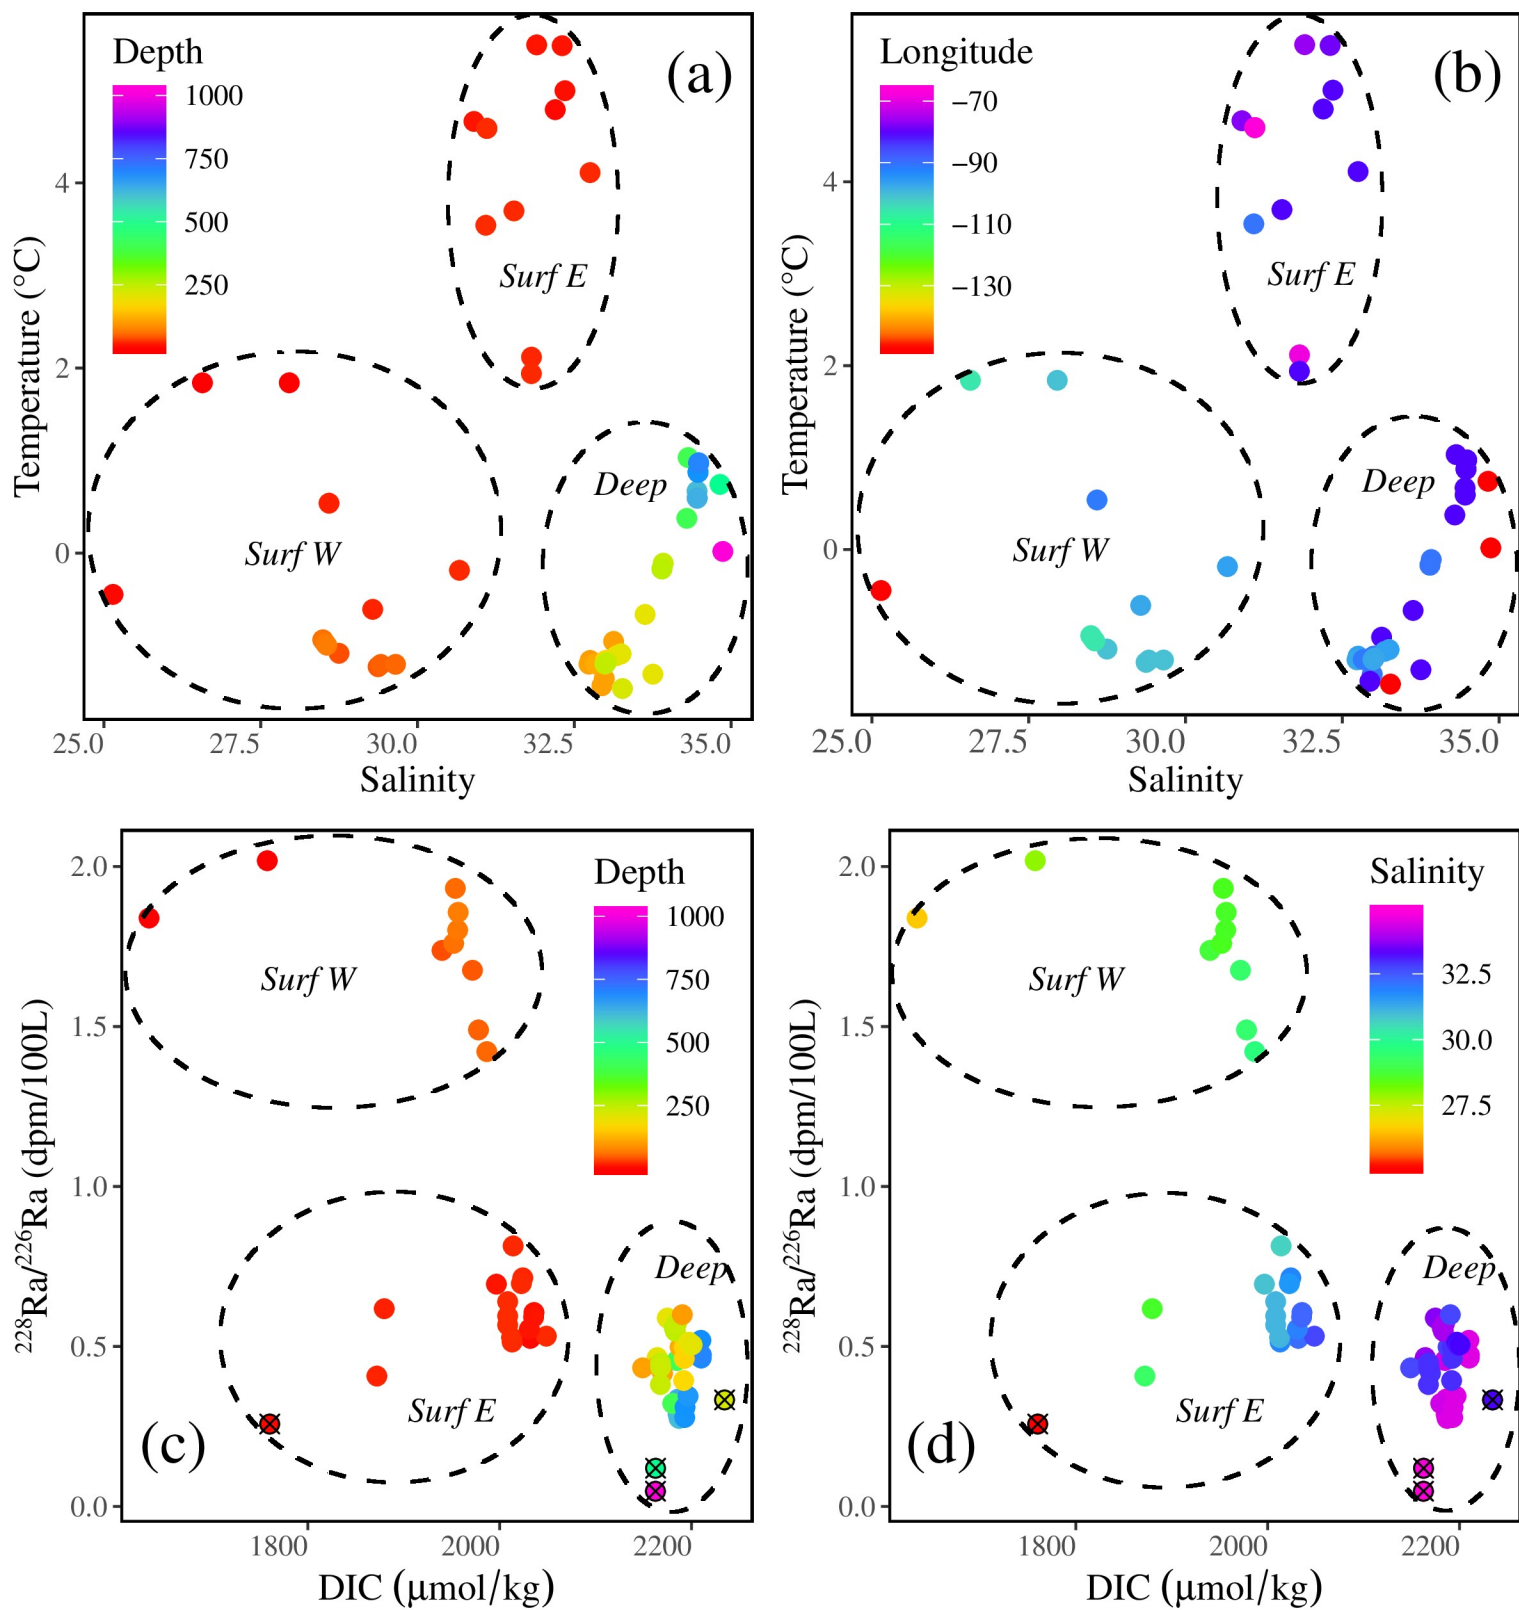 Depth
1000
750
500
250
(a)
Surf E
Surf W
Deep
4
2
0
Temperature (°C)
25.0 27.5 30.0 32.5 35.0
Salinity
Longitude
−70
−90
−110
−130
(b)
Surf E
Surf W
Deep
4
2
0
Temperature (°C)
25.0 27.5 30.0 32.5 35.0
Salinity
Depth
1000
750
500
250
Surf W
Surf E
Deep
(c)
2.0
1.5
1.0
0.5
0.0
²²⁸Ra/²²⁶Ra (dpm/100L)
1800 2000 2200
DIC (μmol/kg)
Salinity
32.5
30.0
27.5
Surf W
Surf E
Deep
(d)
2.0
1.5
1.0
0.5
0.0
²²⁸Ra/²²⁶Ra (dpm/100L)
1800 2000 2200
DIC (μmol/kg)